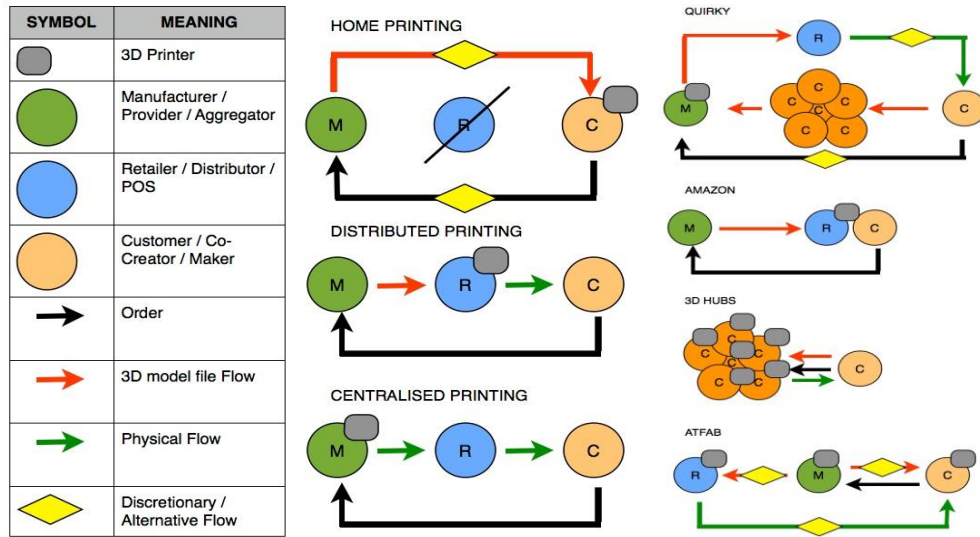 SYMBOL MEANING
3D Printer
Manufacturer /
Provider / Aggregator
Retailer / Distributor /
POS
Customer / Co-
Creator / Maker
Order
3D model file Flow
Physical Flow
Discretionary /
Alternative Flow
HOME PRINTING
M R C
DISTRIBUTED PRINTING
M R C
CENTRALISED PRINTING
M R C
QUIRKY
R
C
C C
M C C
C C
AMAZON
M R C
3D HUBS
C
C C
C C
C C
ATFAB
R M C